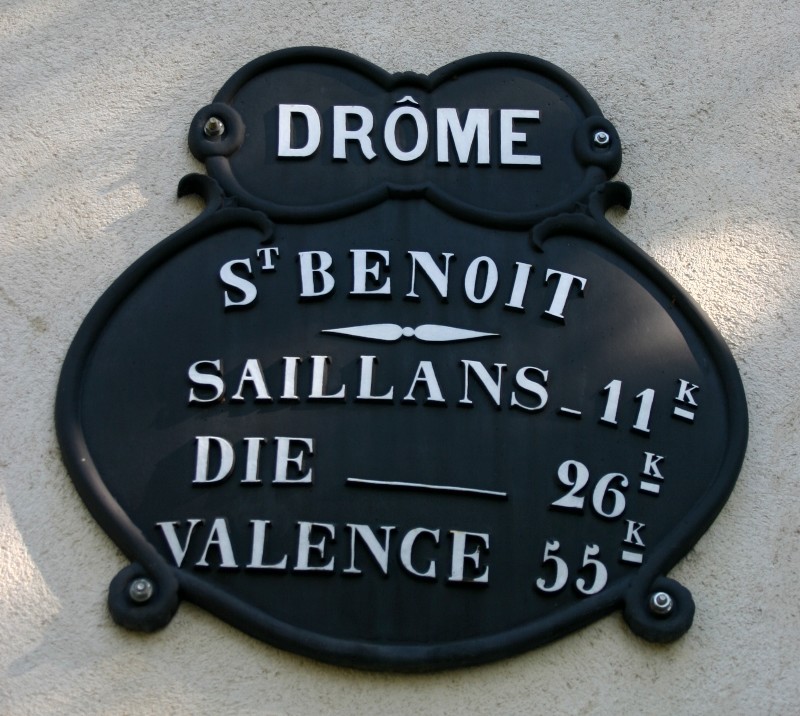 DRÔME
ST BENOIT
SAILLANS - 11K
DIE ——— 26K
VALENCE 55K